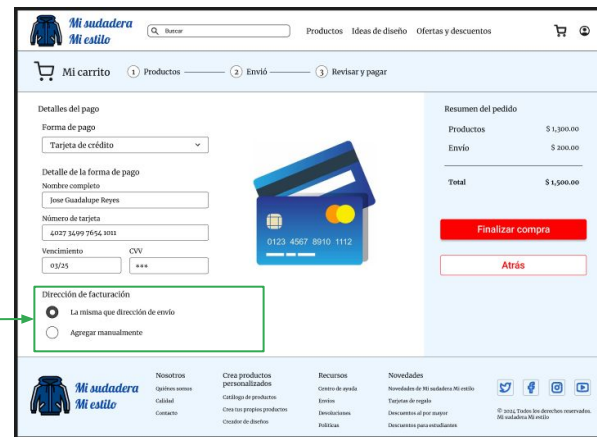 Mi sudadera
Mi estilo
Buscar
Productos Ideas de diseño Ofertas y descuentos
Mi carrito 1 Productos 2 Envió 3 Revisar y pagar
Detalles del pago
Forma de pago
Tarjeta de crédito
Detalle de la forma de pago
Nombre completo
Jose Guadalupe Reyes
Número de tarjeta
4027 3499 7654 1011
Vencimiento CVV
03/25 ***
Dirección de facturación
La misma que dirección de envío
Agregar manualmente
0123 4567 8910 1112
Resumen del pedido
Productos $ 1,300.00
Envío $ 200.00
Total $ 1,500.00
Finalizar compra
Atrás
Mi sudadera
Mi estilo
Nosotros
Quiénes somos
Calidad
Contacto
Crea productos
personalizados
Catálogo de productos
Crea tus propios productos
Creador de diseños
Recursos
Centro de ayuda
Envíos
Devoluciones
Políticas
Novedades
Novedades de Mi sudadera Mi estilo
Tarjetas de regalo
Descuentos al por mayor
Descuentos para estudiantes
© 2024 Todos los derechos reservados.
Mi sudadera Mi estilo